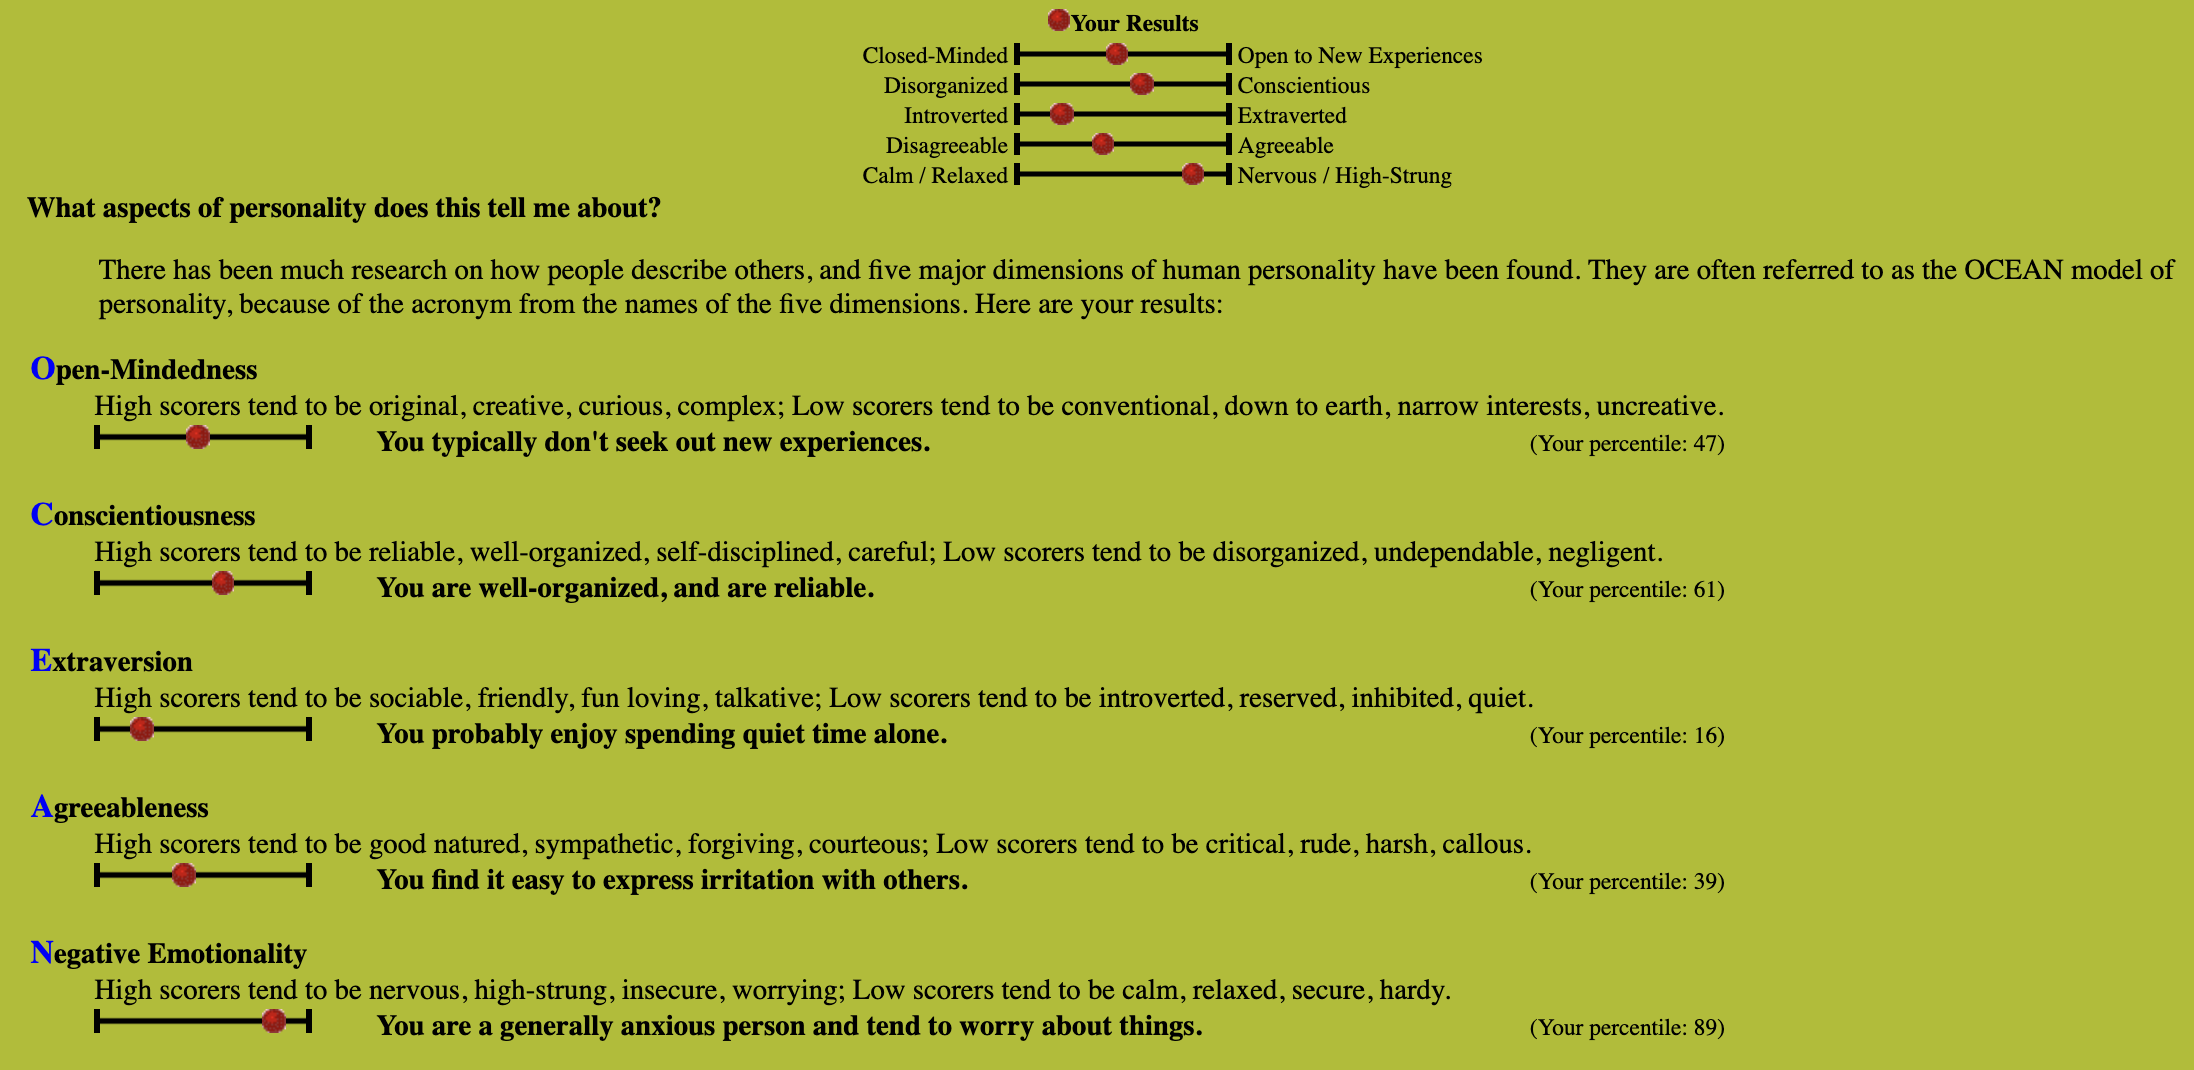 Your Results
Closed-Minded Open to New Experiences
Disorganized Conscientious
Introverted Extraverted
Disagreeable Agreeable
Calm / Relaxed Nervous / High-Strung
What aspects of personality does this tell me about?
There has been much research on how people describe others, and five major dimensions of human personality have been found. They are often referred to as the OCEAN model of
personality, because of the acronym from the names of the five dimensions. Here are your results:
Open-Mindedness
High scorers tend to be original, creative, curious, complex; Low scorers tend to be conventional, down to earth, narrow interests, uncreative.
You typically don't seek out new experiences. (Your percentile: 47)
Conscientiousness
High scorers tend to be reliable, well-organized, self-disciplined, careful; Low scorers tend to be disorganized, undependable, negligent.
You are well-organized, and are reliable. (Your percentile: 61)
Extraversion
High scorers tend to be sociable, friendly, fun loving, talkative; Low scorers tend to be introverted, reserved, inhibited, quiet.
You probably enjoy spending quiet time alone. (Your percentile: 16)
Agreeableness
High scorers tend to be good natured, sympathetic, forgiving, courteous; Low scorers tend to be critical, rude, harsh, callous.
You find it easy to express irritation with others. (Your percentile: 39)
Negative Emotionality
High scorers tend to be nervous, high-strung, insecure, worrying; Low scorers tend to be calm, relaxed, secure, hardy.
You are a generally anxious person and tend to worry about things. (Your percentile: 89)